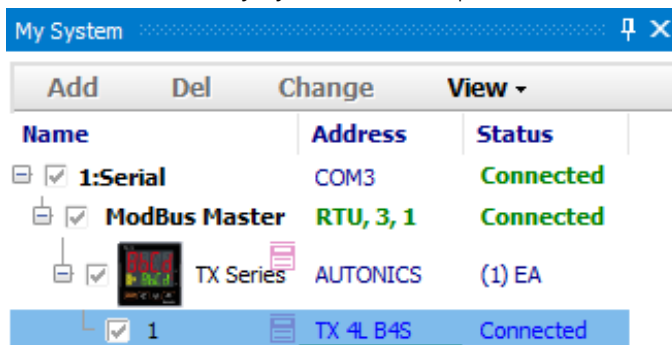 My System
Add Del Change View
Name Address Status
1:Serial COM3 Connected
ModBus Master RTU, 3, 1 Connected
TX Series AUTONICS (1) EA
1 TX 4L B4S Connected